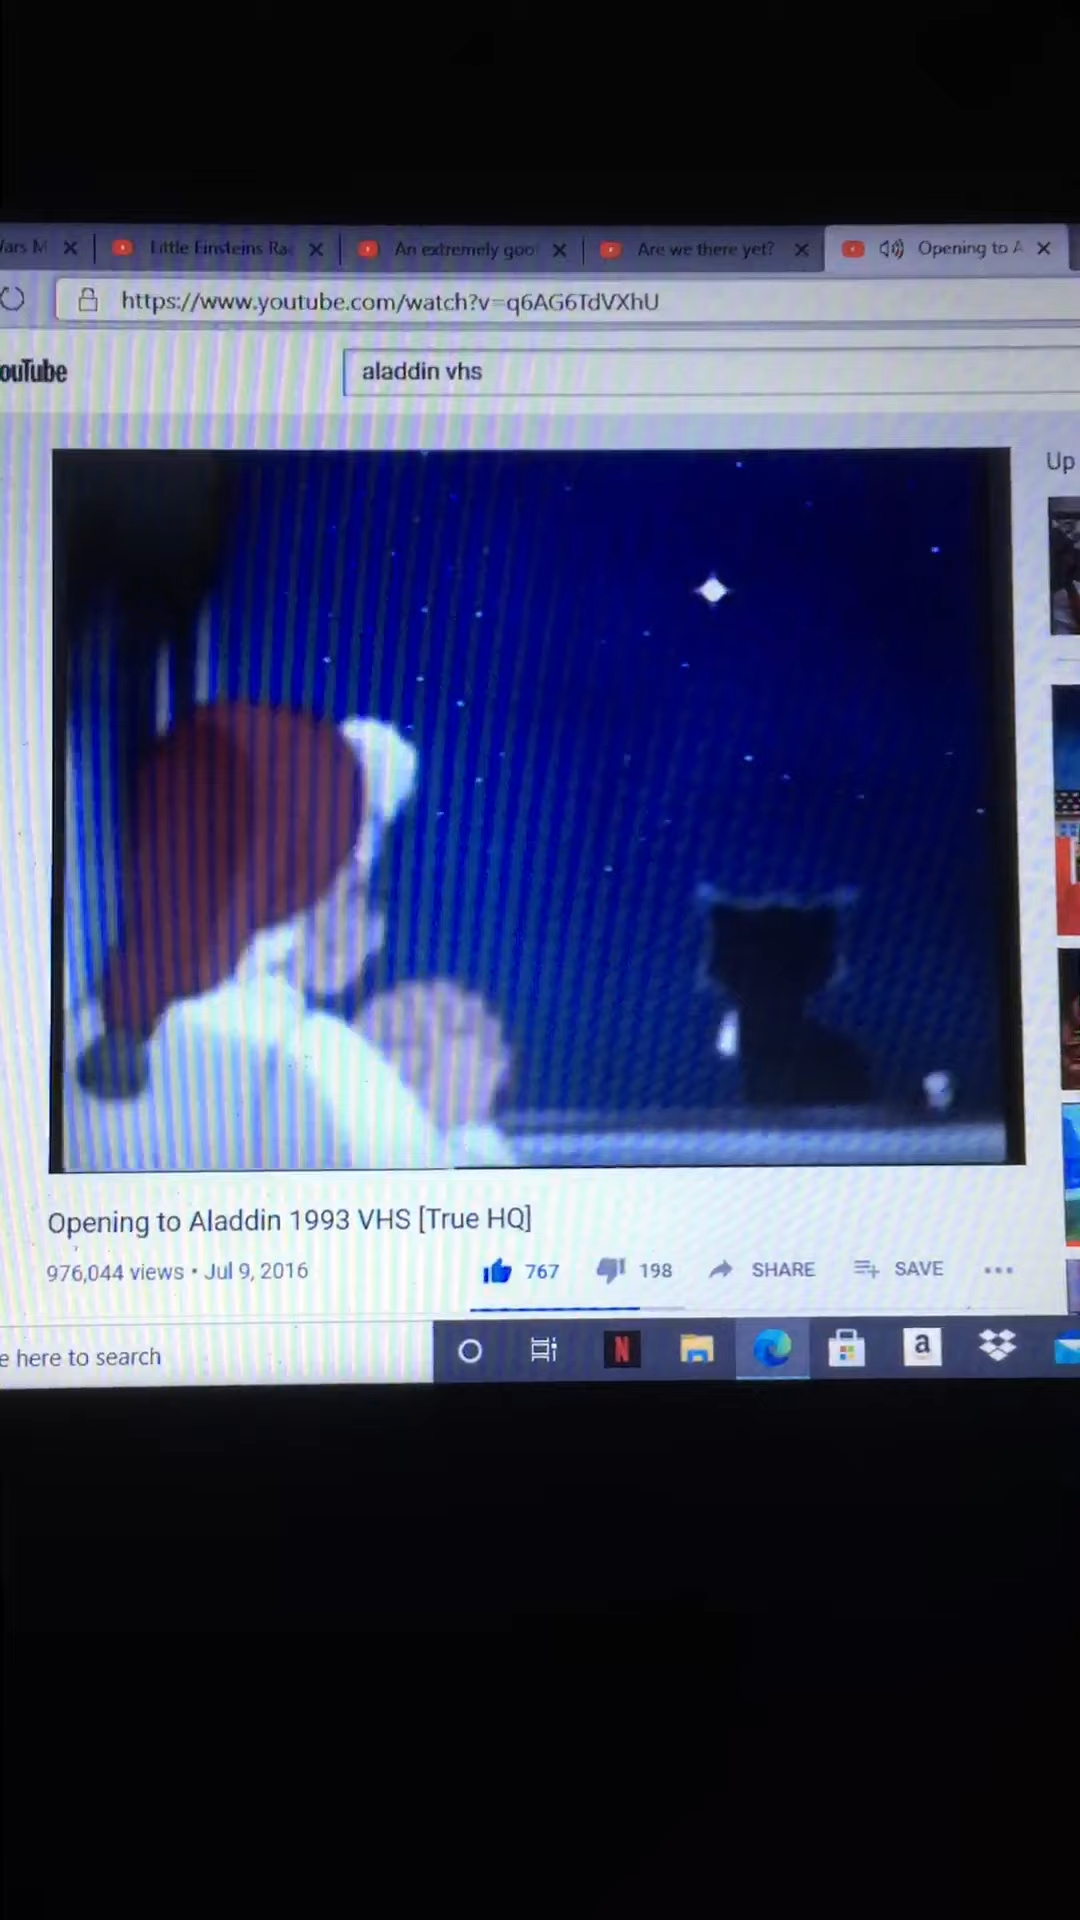 ars M
Little Einsteins Ra
An extremely goo
Are we there yet?
Opening to A
https://www.youtube.com/watch?v=q6AG6TdVXhU
ouTube
aladdin vhs
Up
Opening to Aladdin 1993 VHS [True HQ]
976,044 views • Jul 9, 2016
767
198
SHARE
SAVE
e here to search
N
a